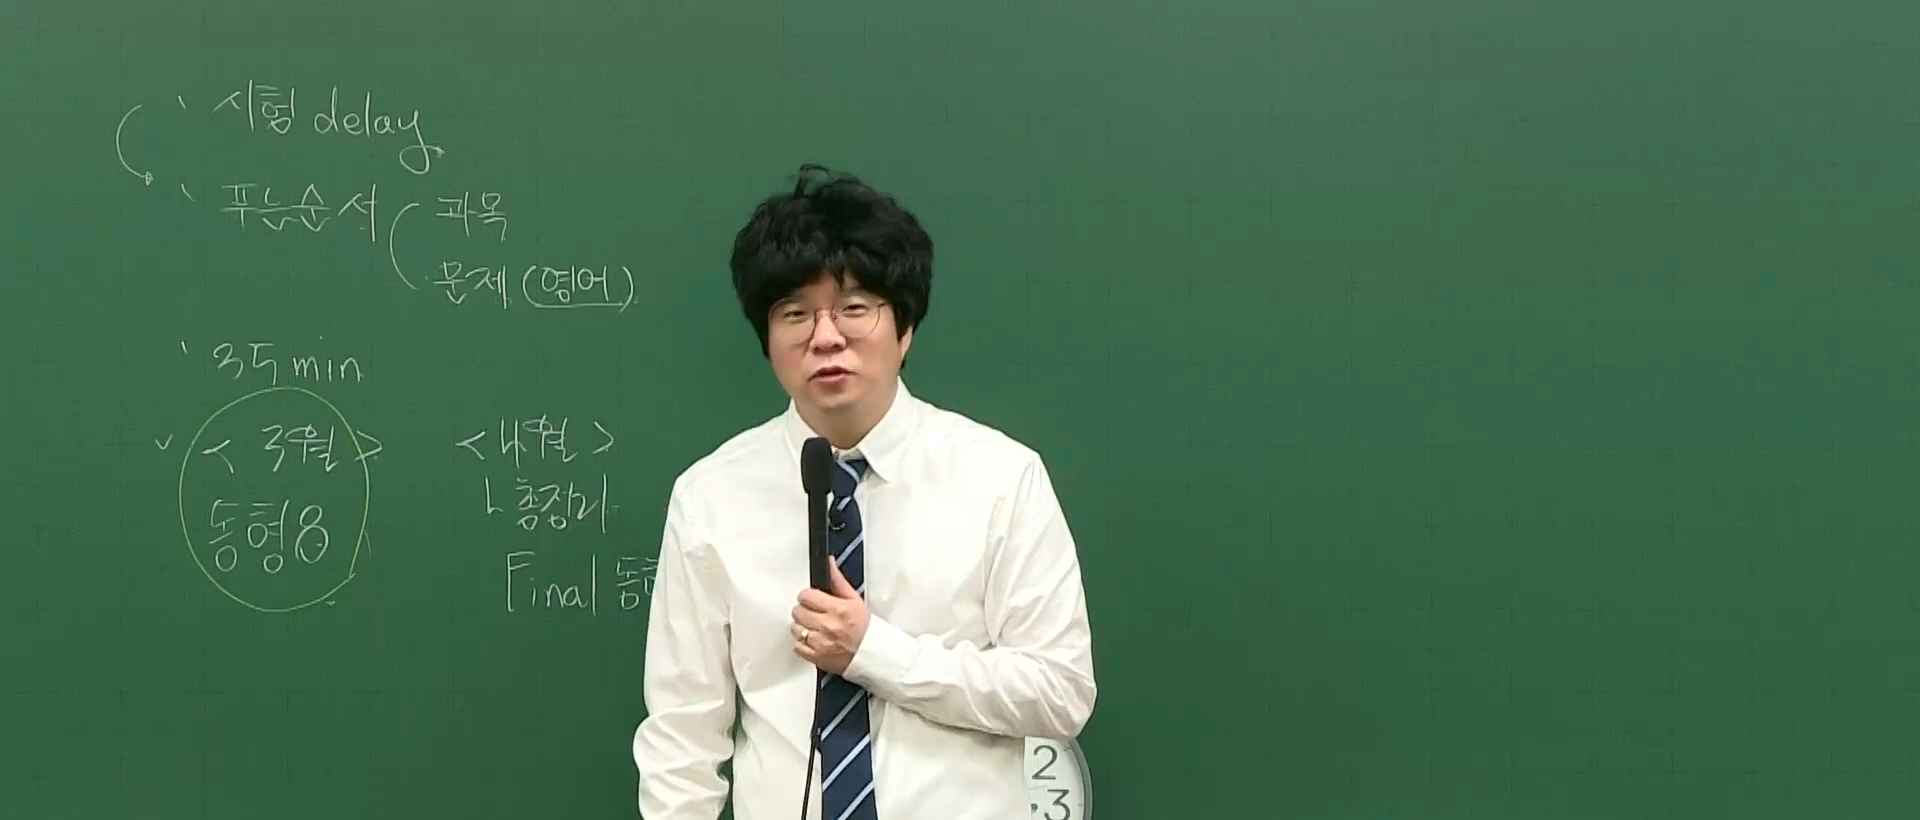 시험 delay
푸는순서
과목
문제 (영어)
35 min
<3월>
동형8
<4월>
총정리
Final 동
2
3